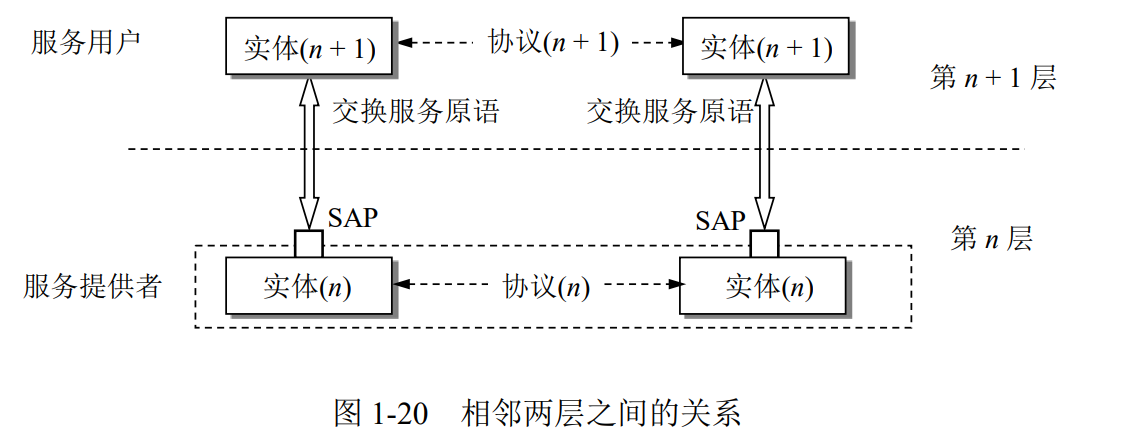 服务用户 实体(n + 1) 协议(n + 1) 实体(n + 1)
第 n + 1 层
交换服务原语 交换服务原语
SAP SAP
第 n 层
服务提供者 实体(n) 协议(n) 实体(n)
图 1-20 相邻两层之间的关系